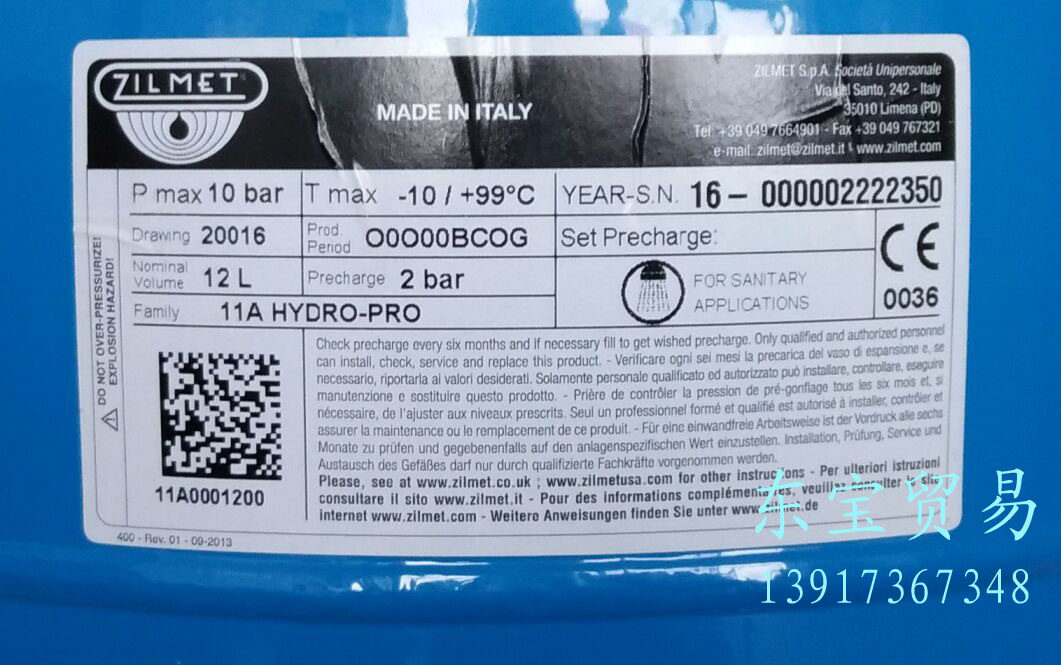 ZILMET
MADE IN ITALY
ZILMET S.p.A. Società Unipersonale
Via del Santo, 242 - Italy
35010 Limena (PD)
Tel +39 049 7664901 - Fax +39 049 767321
e-mail: zilmet@zilmet.it - www.zilmet.com
P max 10 bar
T max -10 / +99°C
YEAR-S.N. 16 – 000002222350
Drawing 20016
Prod. Period O0O00BCOG
Set Precharge:
Nominal Volume 12 L
Precharge 2 bar
FOR SANITARY
APPLICATIONS
CE
0036
Family 11A HYDRO-PRO
DO NOT OVER-PRESSURIZE!
EXPLOSION HAZARD!
Check precharge every six months and if necessary fill to get wished precharge. Only qualified and authorized personnel
can install, check, service and replace this product. - Verificare ogni sei mesi la precarica del vaso di espansione e, se
necessario, riportarla ai valori desiderati. Solamente personale qualificato ed autorizzato può installare, controllare, eseguire
manutenzione e sostituire questo prodotto. - Prière de contrôler la pression de pré-gonflage tous les six mois et, si
nécessaire, de l'ajuster aux niveaux prescrits. Seul un professionnel formé et qualifié est autorisé à installer, contrôler et
assurer la maintenance ou le remplacement de ce produit. - Für eine einwandfreie Arbeitsweise ist der Vordruck alle sechs
Monate zu prüfen und gegebenenfalls auf den anlagenspezifischen Wert einzustellen. Installation, Prüfung, Service und
Austausch des Gefäßes darf nur durch qualifizierte Fachkräfte vorgenommen werden.
Please, see at www.zilmet.co.uk ; www.zilmetusa.com for other instructions - Per ulteriori istruzioni
consultare il sito www.zilmet.it - Pour des informations complémentaires, veuillez consulter le site
internet www.zilmet.com - Weitere Anweisungen finden Sie unter www.zilmet.de
11A0001200
400 - Rev. 01 - 09-2013
东宝贸易
13917367348